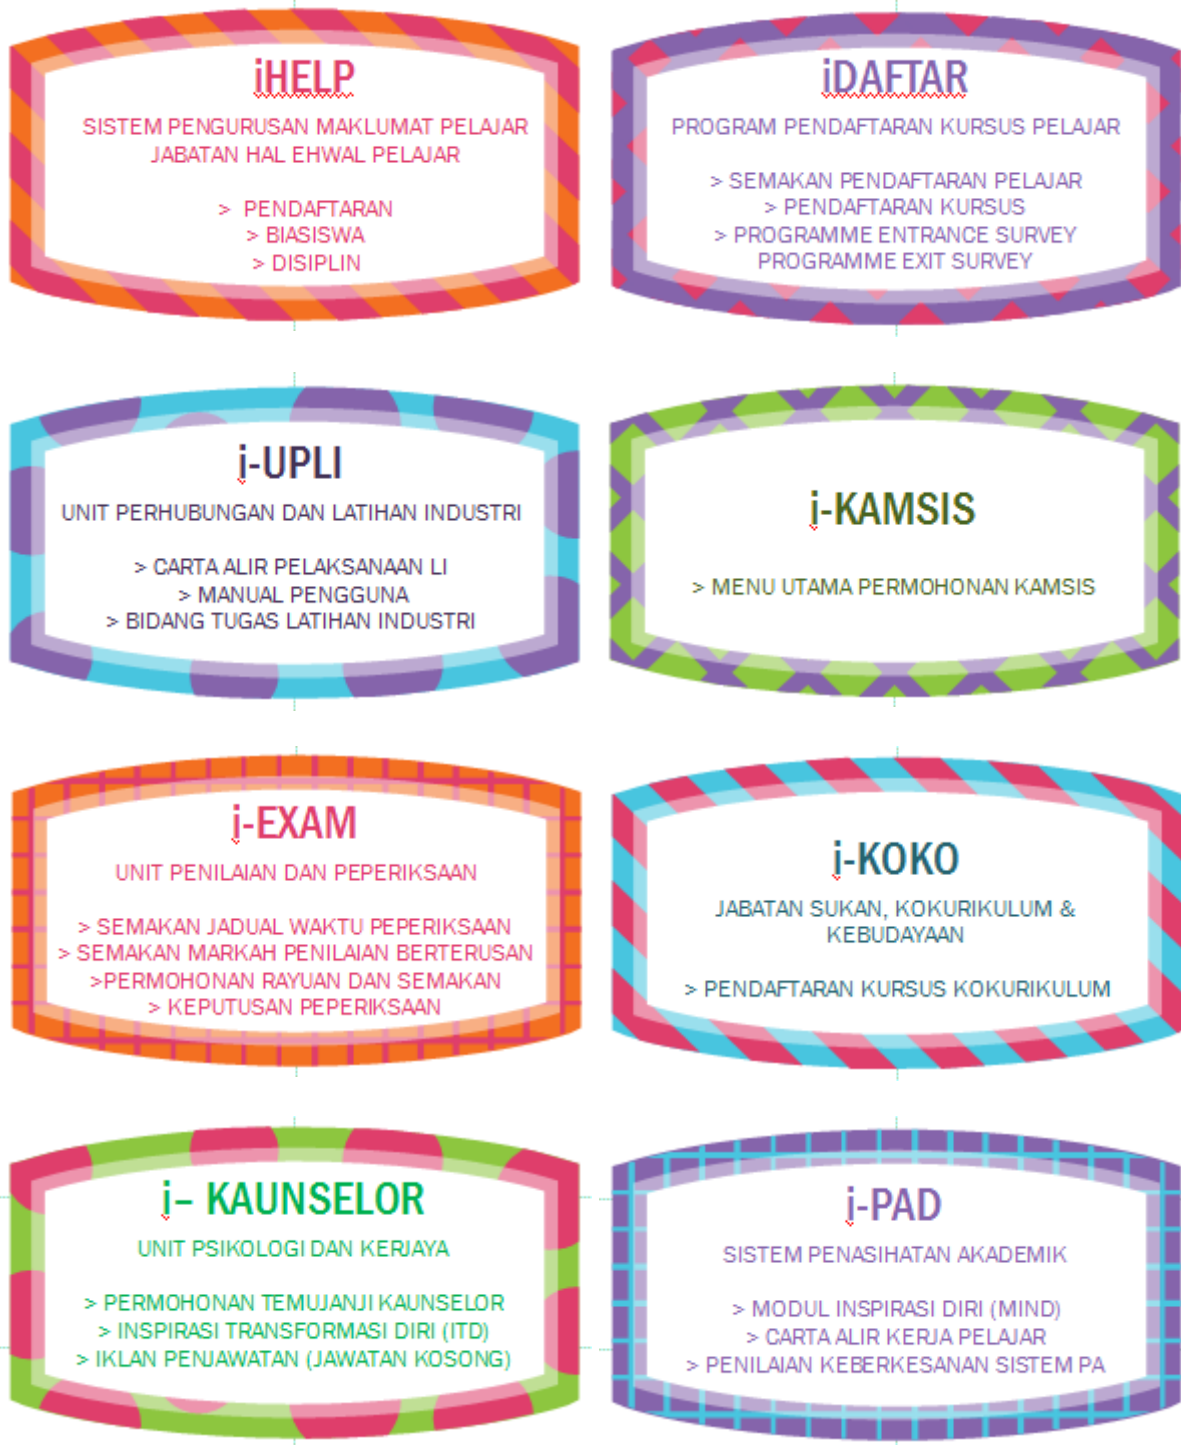 iHELP
SISTEM PENGURUSAN MAKLUMAT PELAJAR
JABATAN HAL EHWAL PELAJAR
> PENDAFTARAN
> BIASISWA
> DISIPLIN
iDAFTAR
PROGRAM PENDAFTARAN KURSUS PELAJAR
> SEMAKAN PENDAFTARAN PELAJAR
> PENDAFTARAN KURSUS
> PROGRAMME ENTRANCE SURVEY
PROGRAMME EXIT SURVEY
i-UPLI
UNIT PERHUBUNGAN DAN LATIHAN INDUSTRI
> CARTA ALIR PELAKSANAAN LI
> MANUAL PENGGUNA
> BIDANG TUGAS LATIHAN INDUSTRI
i-KAMSIS
> MENU UTAMA PERMOHONAN KAMSIS
i-EXAM
UNIT PENILAIAN DAN PEPERIKSAAN
> SEMAKAN JADUAL WAKTU PEPERIKSAAN
> SEMAKAN MARKAH PENILAIAN BERTERUSAN
>PERMOHONAN RAYUAN DAN SEMAKAN
> KEPUTUSAN PEPERIKSAAN
i-KOKO
JABATAN SUKAN, KOKURIKULUM &
KEBUDAYAAN
> PENDAFTARAN KURSUS KOKURIKULUM
i– KAUNSELOR
UNIT PSIKOLOGI DAN KERJAYA
> PERMOHONAN TEMUJANJI KAUNSELOR
> INSPIRASI TRANSFORMASI DIRI (ITD)
> IKLAN PENJAWATAN (JAWATAN KOSONG)
i-PAD
SISTEM PENASIHATAN AKADEMIK
> MODUL INSPIRASI DIRI (MIND)
> CARTA ALIR KERJA PELAJAR
> PENILAIAN KEBERKESANAN SISTEM PA